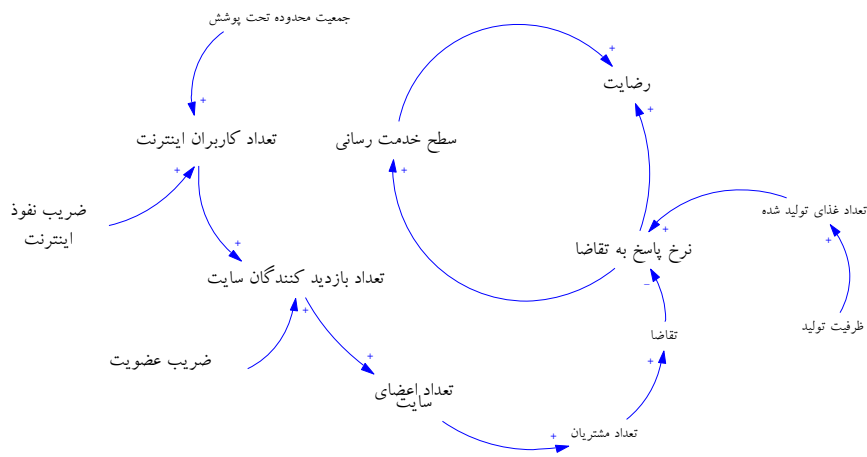 جمعیت محدوده تحت پوشش
رضایت
تعداد کاربران اینترنت
سطح خدمت رسانی
ضریب نفوذ
اینترنت
تعداد غذای تولید شده
نرخ پاسخ به تقاضا
تعداد بازدید کنندگان سایت
ظرفیت تولید
تقاضا
ضریب عضویت
تعداد اعضای
سایت
تعداد مشتریان